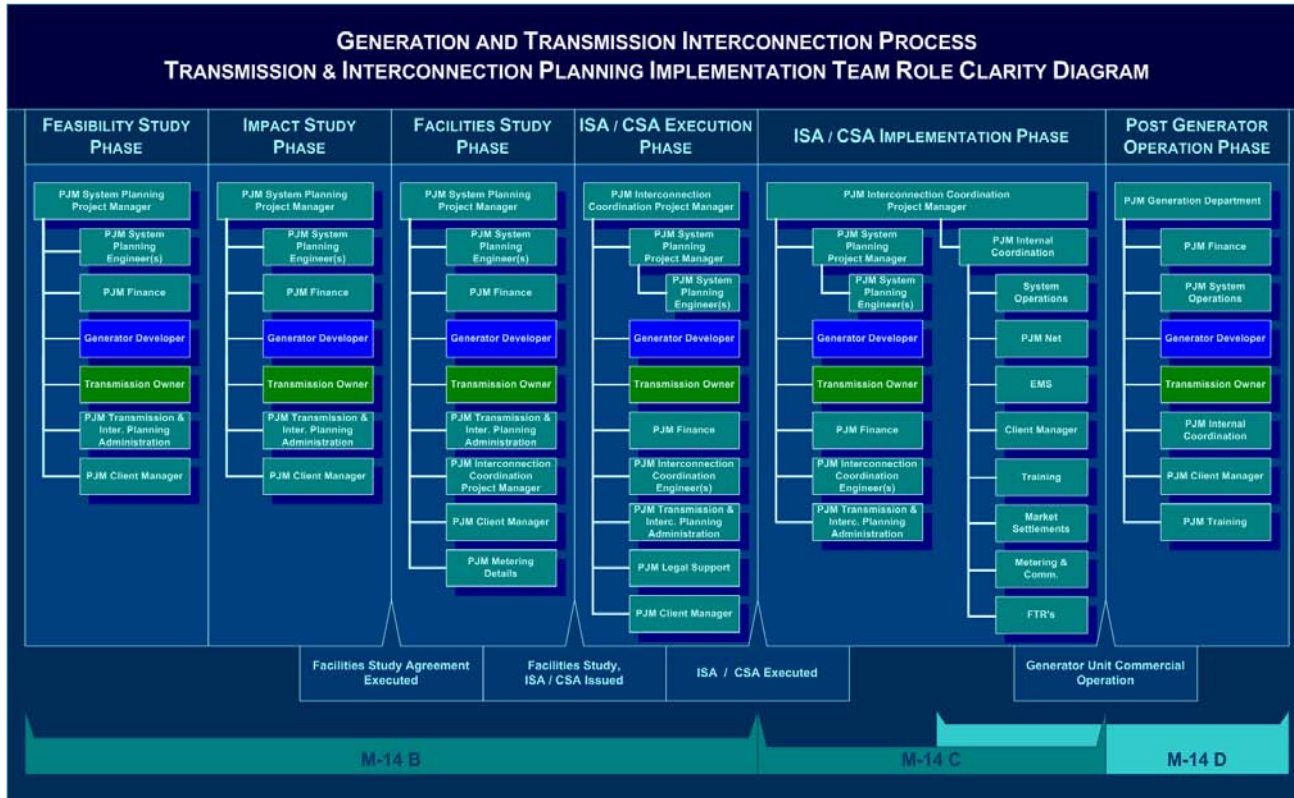 GENERATION AND TRANSMISSION INTERCONNECTION PROCESS
TRANSMISSION & INTERCONNECTION PLANNING IMPLEMENTATION TEAM ROLE CLARITY DIAGRAM
FEASIBILITY STUDY
PHASE
PJM System Planning
Project Manager
PJM System
Planning
Engineer(s)
PJM Finance
Generator Developer
Transmission Owner
PJM Transmission &
Inter. Planning
Administration
PJM Client Manager
IMPACT STUDY
PHASE
PJM System Planning
Project Manager
PJM System
Planning
Engineer(s)
PJM Finance
Generator Developer
Transmission Owner
PJM Transmission &
Inter. Planning
Administration
PJM Client Manager
FACILITIES STUDY
PHASE
PJM System Planning
Project Manager
PJM System
Planning
Engineer(s)
PJM Finance
Generator Developer
Transmission Owner
PJM Transmission &
Inter. Planning
Administration
PJM Interconnection
Coordination
Project Manager
PJM Client Manager
PJM Metering
Details
ISA / CSA EXECUTION
PHASE
PJM Interconnection
Coordination Project Manager
PJM System
Planning
Project Manager
PJM System
Planning
Engineer(s)
Generator Developer
Transmission Owner
PJM Finance
PJM Interconnection
Coordination
Engineer(s)
PJM Transmission &
Interc. Planning
Administration
PJM Legal Support
PJM Client Manager
ISA / CSA IMPLEMENTATION PHASE
PJM Interconnection Coordination
Project Manager
PJM System
Planning
Project Manager
PJM System
Planning
Engineer(s)
Generator Developer
Transmission Owner
PJM Finance
PJM Interconnection
Coordination
Engineer(s)
PJM Transmission &
Interc. Planning
Administration
PJM Internal
Coordination
System
Operations
PJM Net
EMS
Client Manager
Training
Market
Settlements
Metering &
Comm.
FTR's
POST GENERATOR
OPERATION PHASE
PJM Generation Department
PJM Finance
PJM System
Operations
Generator Developer
Transmission Owner
PJM Internal
Coordination
PJM Client Manager
PJM Training
Facilities Study Agreement
Executed
Facilities Study,
ISA / CSA Issued
ISA / CSA Executed
Generator Unit Commercial
Operation
M-14 B
M-14 C
M-14 D